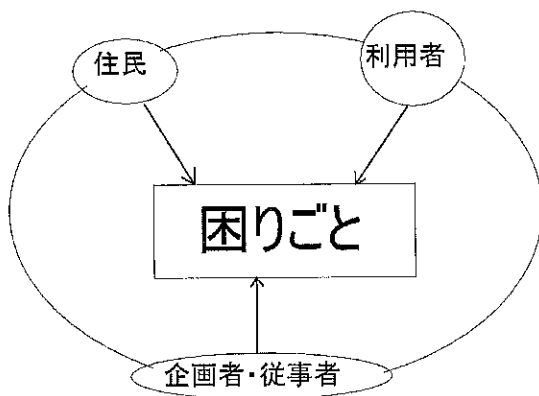 住民
利用者
困りごと
企画者・従事者